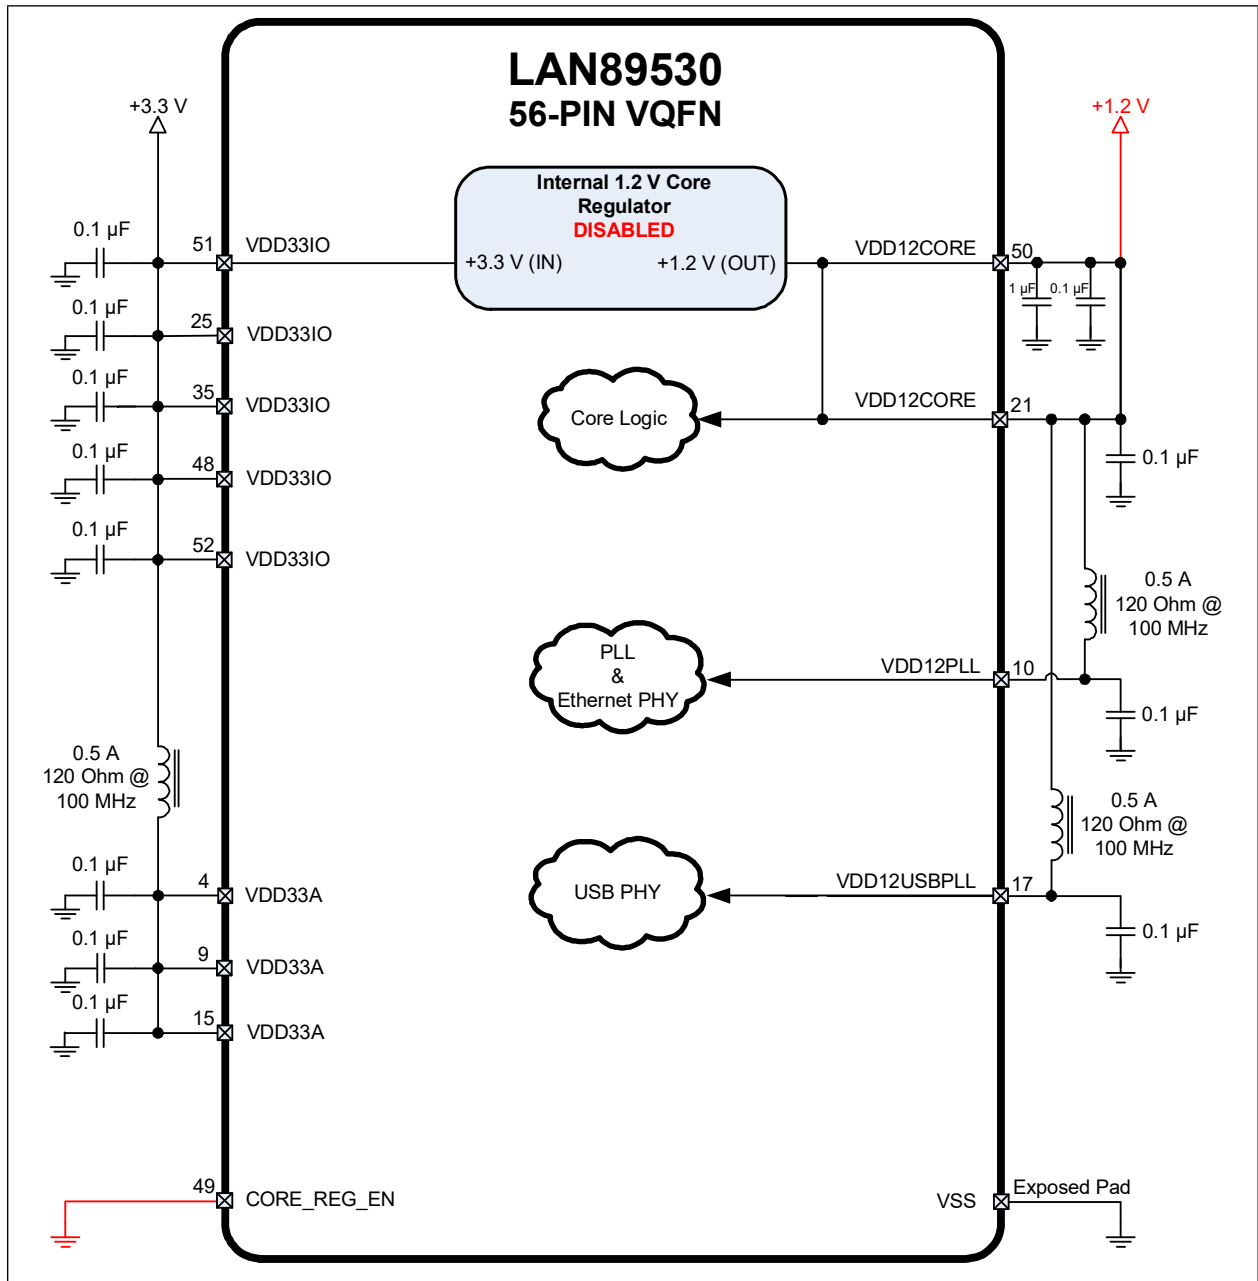 LAN89530
56-PIN VQFN
+3.3 V
+1.2 V
Internal 1.2 V Core
Regulator
DISABLED
+3.3 V (IN)
+1.2 V (OUT)
0.1 µF
51
VDD33IO
VDD12CORE
50
1 µF
0.1 µF
0.1 µF
25
VDD33IO
0.1 µF
35
VDD33IO
Core Logic
VDD12CORE
21
0.1 µF
0.1 µF
48
VDD33IO
0.1 µF
52
VDD33IO
0.5 A
120 Ohm @
100 MHz
PLL
&
Ethernet PHY
VDD12PLL
10
0.1 µF
0.5 A
120 Ohm @
100 MHz
0.5 A
120 Ohm @
100 MHz
0.1 µF
4
VDD33A
USB PHY
VDD12USBPLL
17
0.1 µF
0.1 µF
9
VDD33A
0.1 µF
15
VDD33A
49
CORE_REG_EN
VSS
Exposed Pad